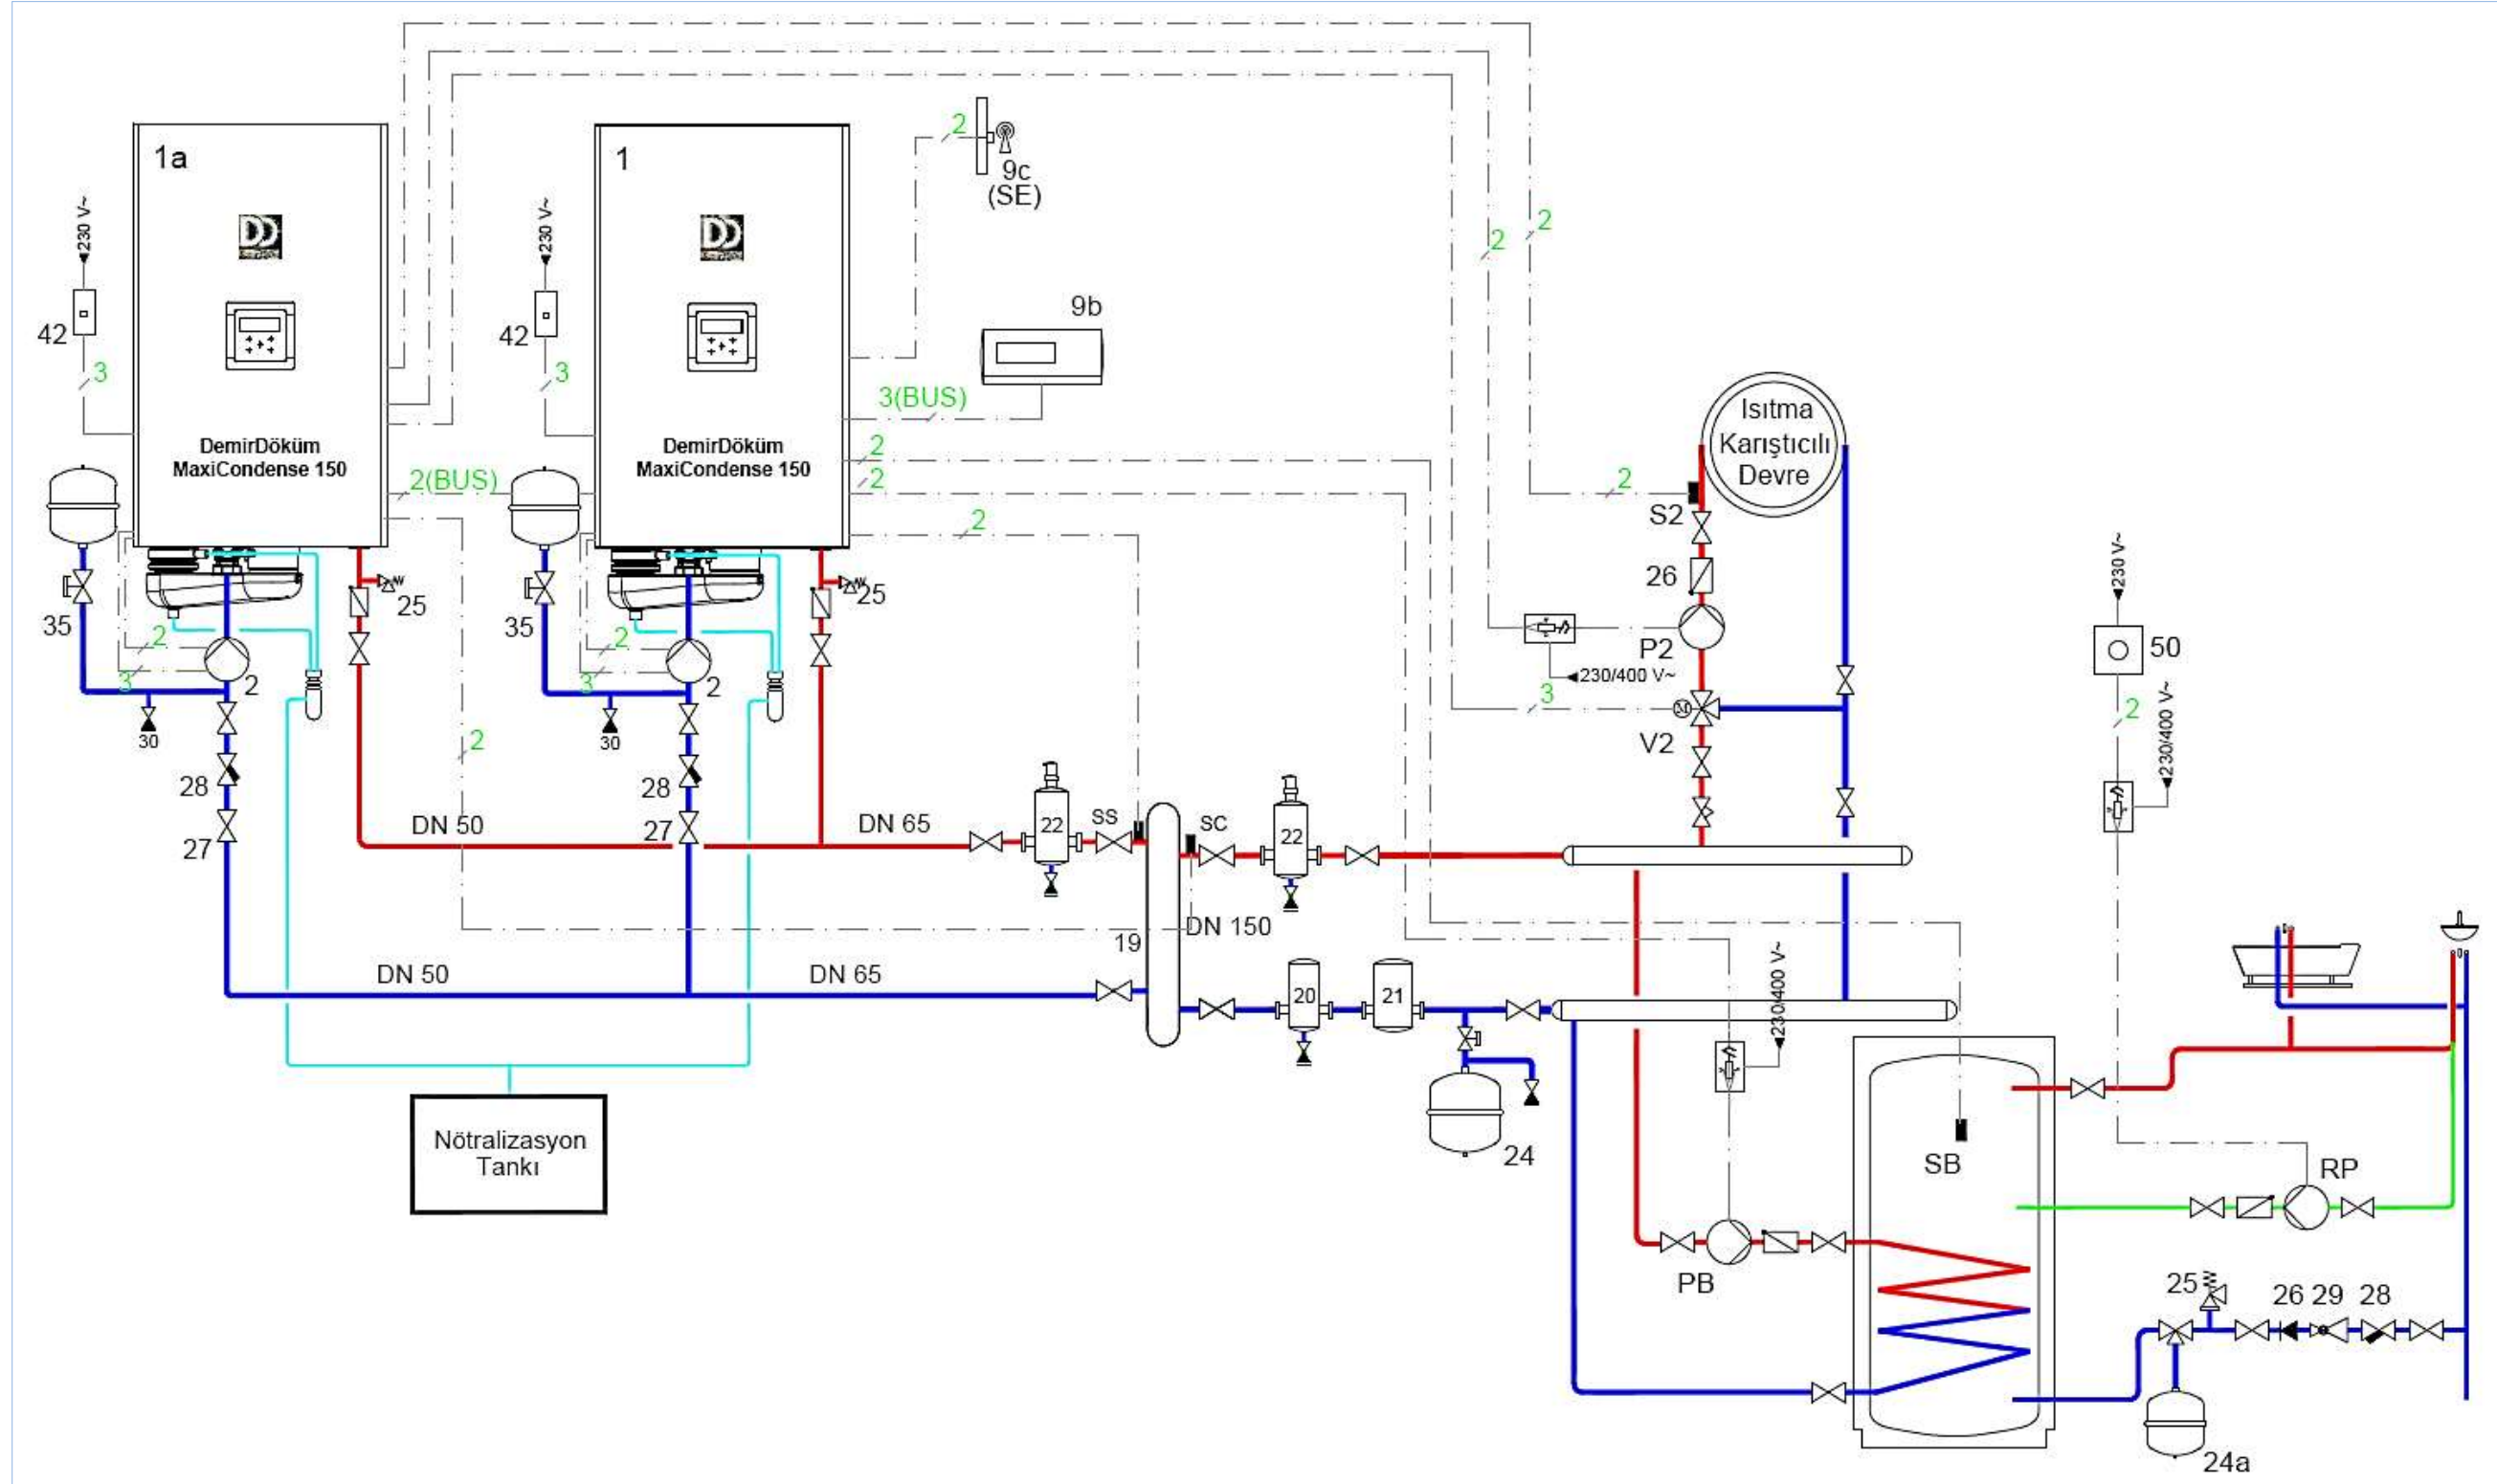 1a
1
2
9c
(SE)
230 V~
230 V~
2
2
42
42
9b
3
3
3(BUS)
Isıtma
Karıştıcılı
Devre
DemirDöküm
MaxiCondense 150
DemirDöküm
MaxiCondense 150
2
2
2(BUS)
2
2
S2
230 V~
25
25
26
35
35
2
3
2
3
2
2
P2
230/400 V~
50
3
2
230/400 V~
30
30
2
V2
28
28
22
SS
SC
22
DN 50
27
DN 65
27
19
DN 150
DN 50
DN 65
20
21
230/400 V~
Nötralizasyon
Tankı
24
SB
RP
PB
25
26
29
28
24a